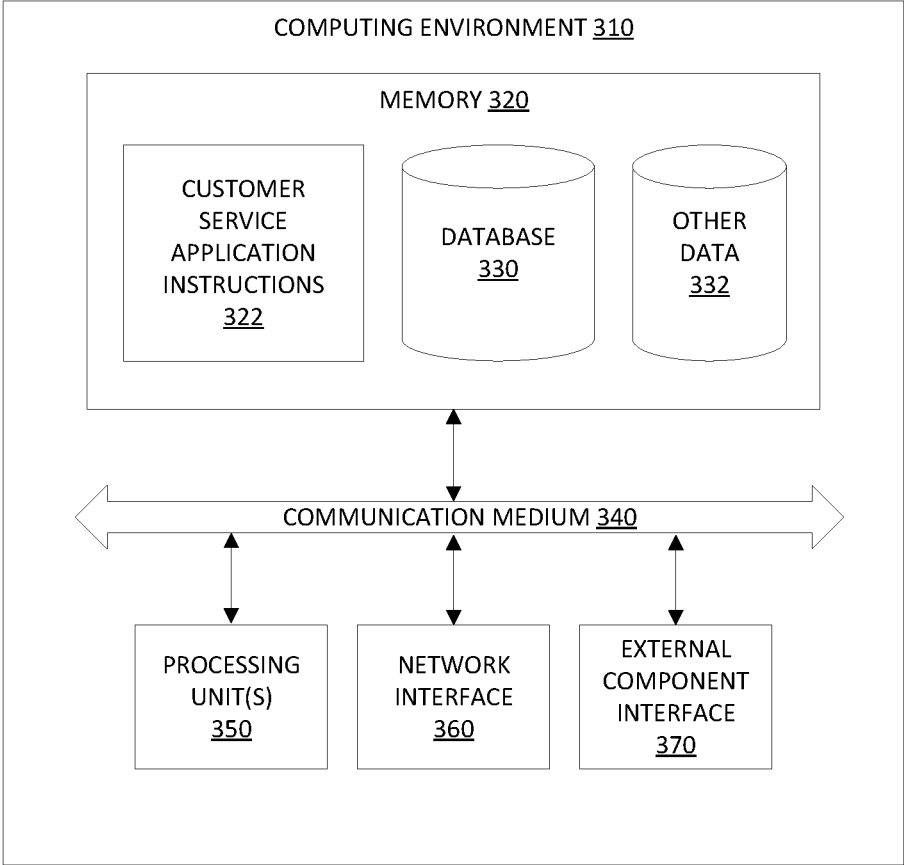 COMPUTING ENVIRONMENT 310
MEMORY 320
CUSTOMER
SERVICE
APPLICATION
INSTRUCTIONS
322
DATABASE
330
OTHER
DATA
332
COMMUNICATION MEDIUM 340
PROCESSING
UNIT(S)
350
NETWORK
INTERFACE
360
EXTERNAL
COMPONENT
INTERFACE
370